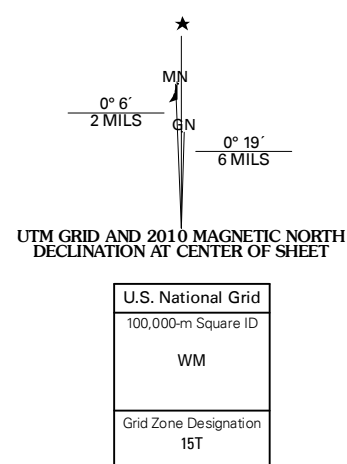 ★
MN
0° 6´
2 MILS
GN
0° 19´
6 MILS
UTM GRID AND 2010 MAGNETIC NORTH
DECLINATION AT CENTER OF SHEET
U.S. National Grid
100,000-m Square ID
WM
Grid Zone Designation
15T